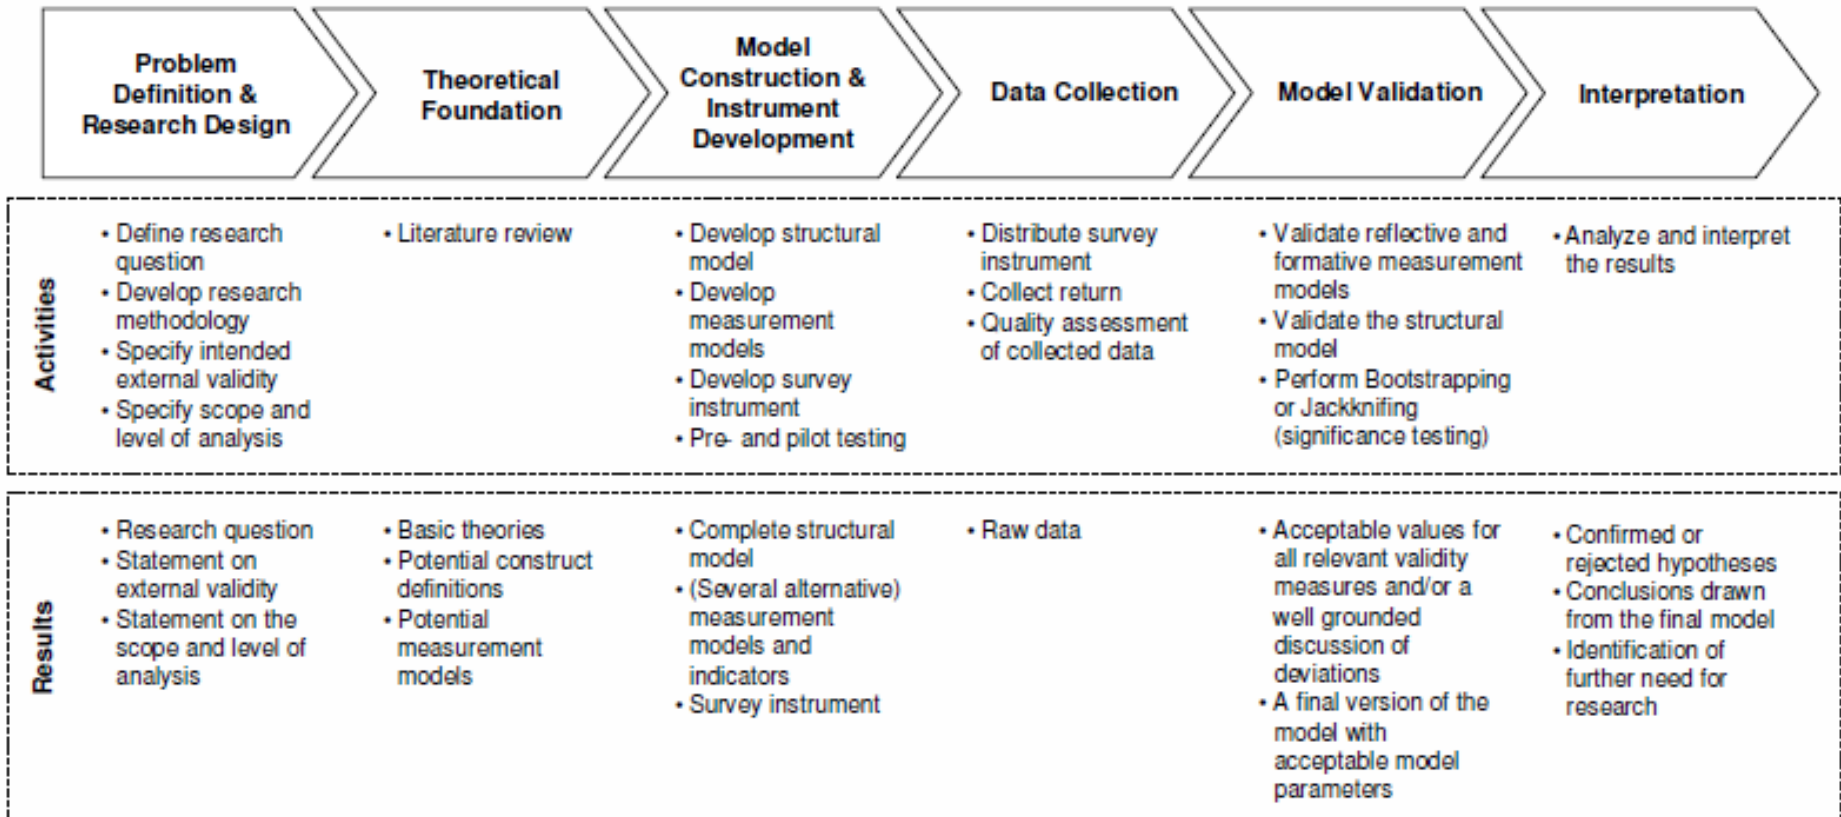 Problem
Definition &
Research Design
Theoretical
Foundation
Model
Construction &
Instrument
Development
Data Collection
Model Validation
Interpretation
Activities
• Define research
question
• Develop research
methodology
• Specify intended
external validity
• Specify scope and
level of analysis
• Literature review
• Develop structural
model
• Develop
measurement
models
• Develop survey
instrument
• Pre- and pilot testing
• Distribute survey
instrument
• Collect return
• Quality assessment
of collected data
• Validate reflective and
formative measurement
models
• Validate the structural
model
• Perform Bootstrapping
or Jackknifing
(significance testing)
• Analyze and interpret
the results
Results
• Research question
• Statement on
external validity
• Statement on the
scope and level of
analysis
• Basic theories
• Potential construct
definitions
• Potential
measurement
models
• Complete structural
model
• (Several alternative)
measurement
models and
indicators
• Survey instrument
• Raw data
• Acceptable values for
all relevant validity
measures and/or a
well grounded
discussion of
deviations
• A final version of the
model with
acceptable model
parameters
• Confirmed or
rejected hypotheses
• Conclusions drawn
from the final model
• Identification of
further need for
research